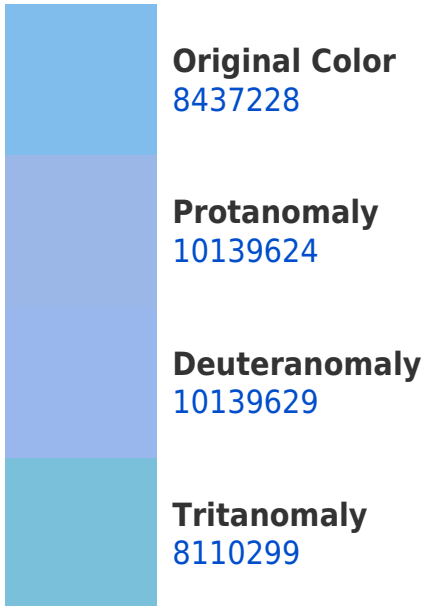 Original Color
8437228
Protanomaly
10139624
Deuteranomaly
10139629
Tritanomaly
8110299